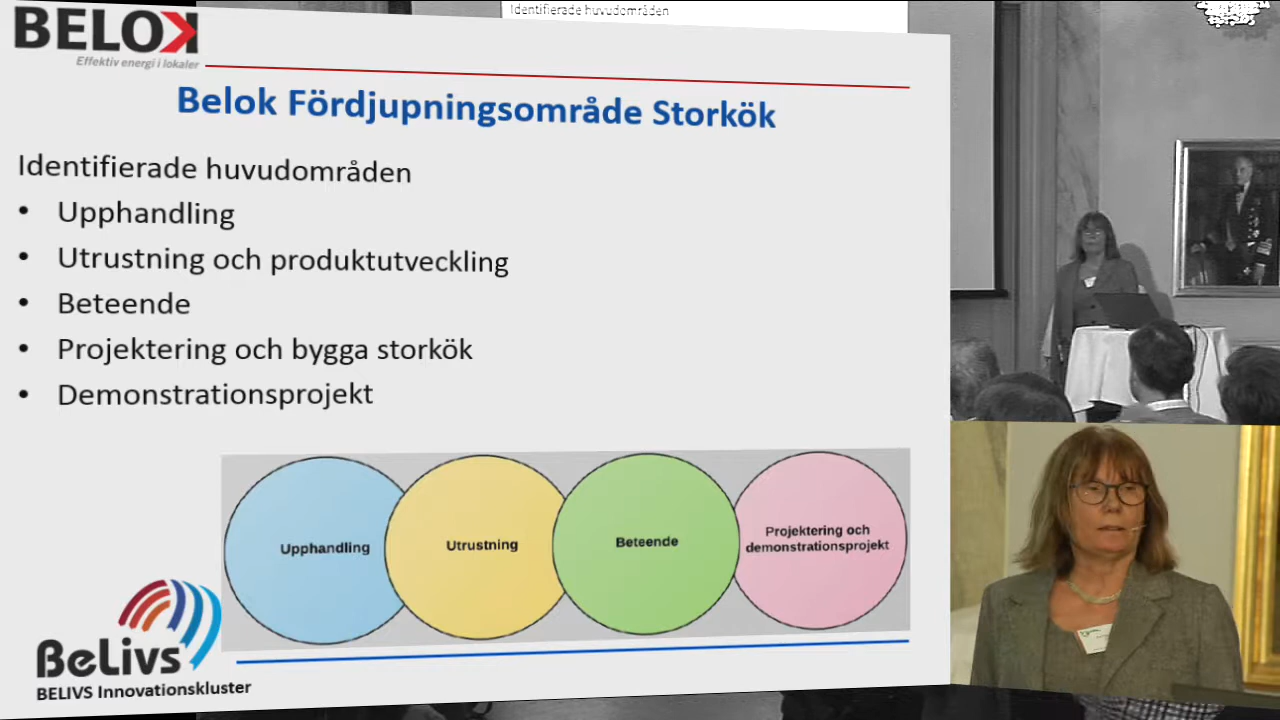 Identifierade huvudområden
BELOK
Effektiv energi i lokaler
Belok Fördjupningsområde Storkök
Identifierade huvudområden
• Upphandling
• Utrustning och produktutveckling
• Beteende
• Projektering och bygga storkök
• Demonstrationsprojekt
Upphandling
Utrustning
Beteende
Projektering och
demonstrationsprojekt
BeLivs
BELIVS Innovationskluster